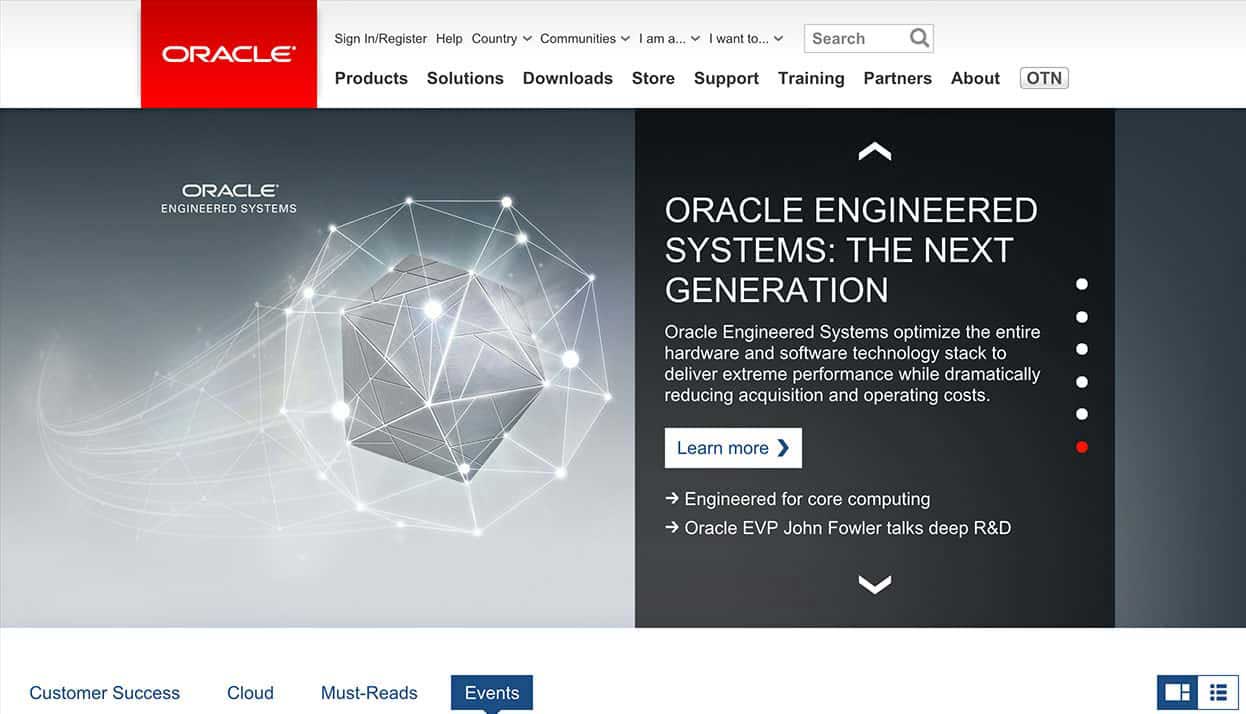 ORACLE
Sign In/Register Help Country Communities I am a... I want to... Search
Products Solutions Downloads Store Support Training Partners About OTN
ORACLE
ENGINEERED SYSTEMS
ORACLE ENGINEERED
SYSTEMS: THE NEXT
GENERATION
Oracle Engineered Systems optimize the entire
hardware and software technology stack to
deliver extreme performance while dramatically
reducing acquisition and operating costs.
Learn more
Engineered for core computing
Oracle EVP John Fowler talks deep R&D
Customer Success Cloud Must-Reads Events